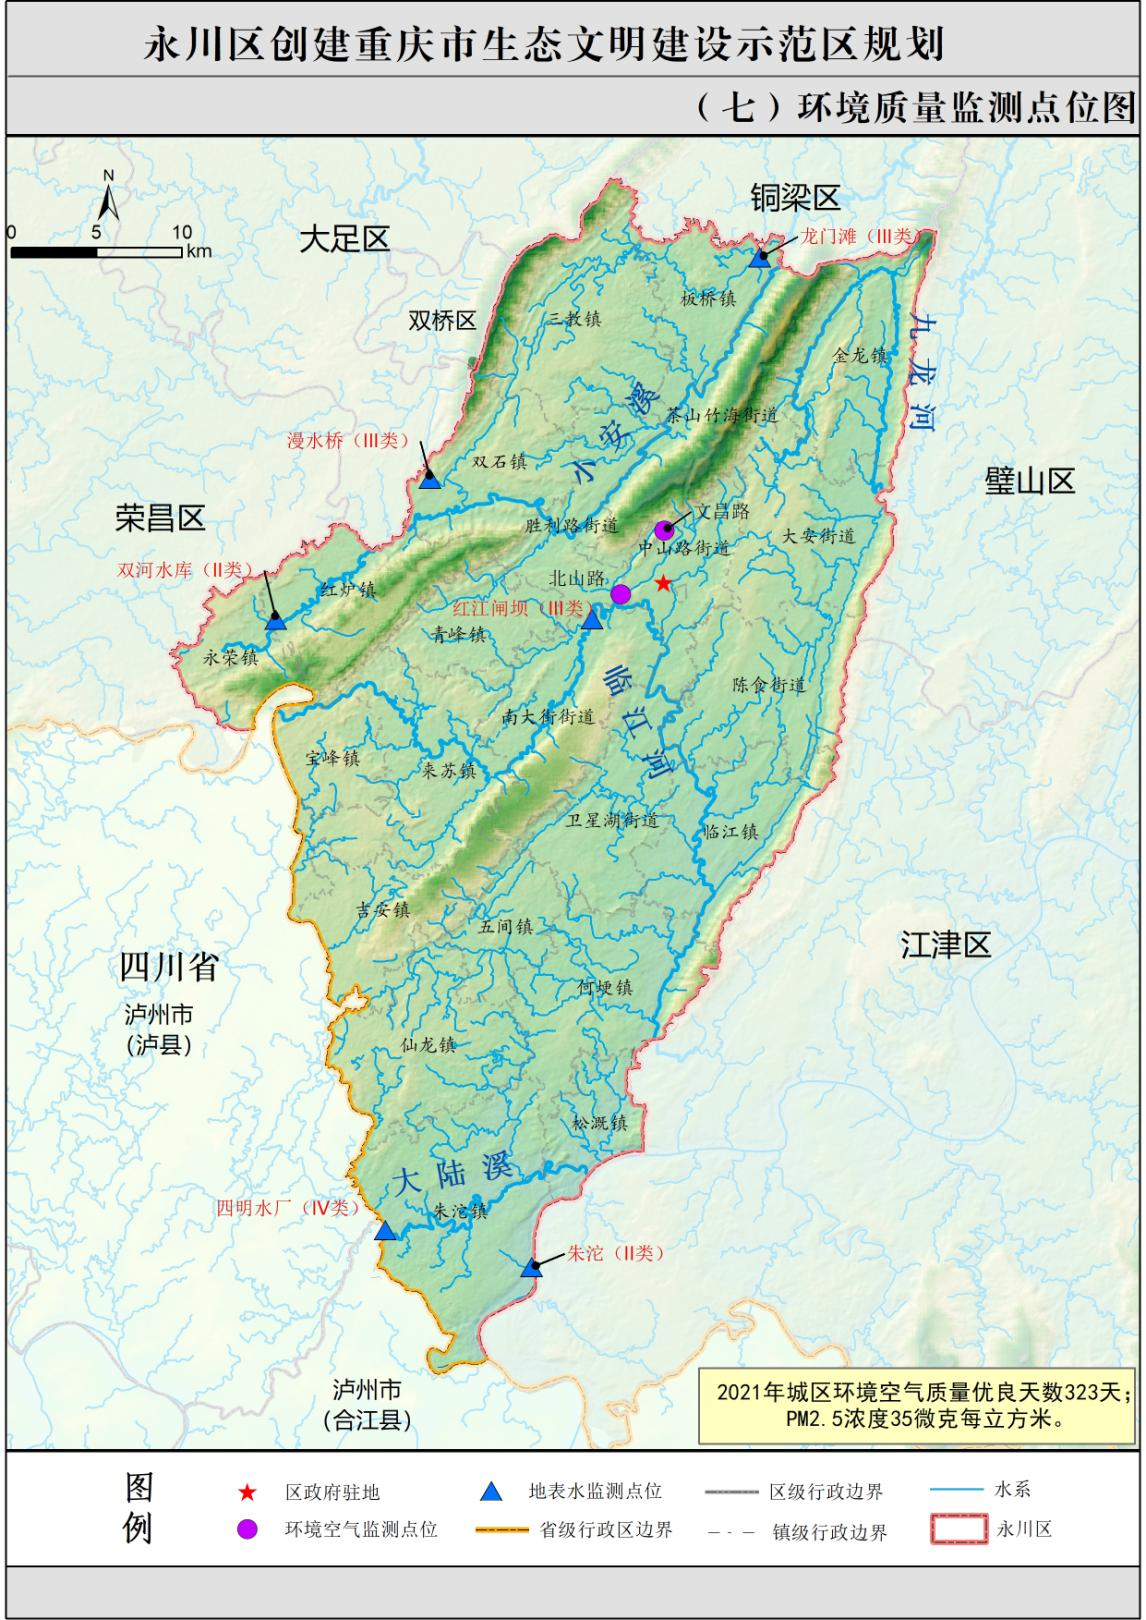 永川区创建重庆市生态文明建设示范区规划
（七）环境质量监测点位图
N
0 5 10
km
大足区
铜梁区
龙门滩（III类）
双桥区
板桥镇
三教镇
九龙河
金龙镇
小安溪
茶山竹海街道
漫水桥（III类）
双石镇
璧山区
荣昌区
文昌路
胜利路街道
大安街道
中山路街道
双河水库（II类）
北山路
红炉镇
红江闸坝（III类）
青峰镇
永荣镇
临江河
陈食街道
南大街街道
宝峰镇
来苏镇
卫星湖街道
临江镇
吉安镇
五间镇
江津区
四川省
何埂镇
泸州市
(泸县)
仙龙镇
松溉镇
大陆溪
四明水厂（IV类）
朱沱镇
朱沱（II类）
泸州市
(合江县)
2021年城区环境空气质量优良天数323天；
PM2.5浓度35微克每立方米。
图例
区政府驻地
地表水监测点位
区级行政边界
水系
环境空气监测点位
省级行政区边界
镇级行政边界
永川区